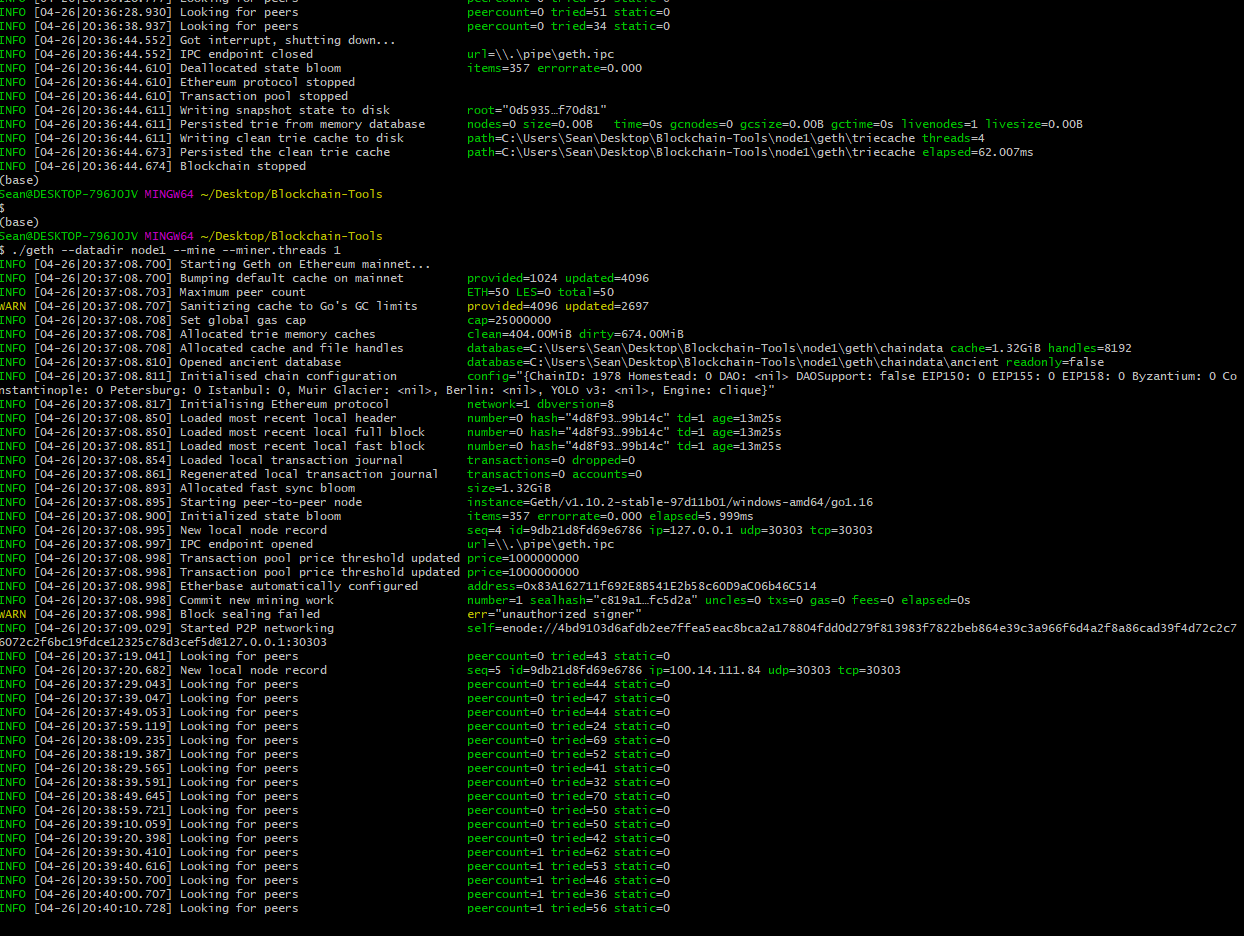 INFO [04-26|20:36:28.930] Looking for peers peercount=0 tried=51 static=0
INFO [04-26|20:36:38.937] Looking for peers peercount=0 tried=34 static=0
INFO [04-26|20:36:44.552] Got interrupt, shutting down...
INFO [04-26|20:36:44.552] IPC endpoint closed url=\\.\pipe\geth.ipc
INFO [04-26|20:36:44.610] Deallocated state bloom items=357 errorrate=0.000
INFO [04-26|20:36:44.610] Ethereum protocol stopped
INFO [04-26|20:36:44.610] Transaction pool stopped
INFO [04-26|20:36:44.611] Writing snapshot state to disk root="0d5935…f70d81"
INFO [04-26|20:36:44.611] Persisted trie from memory database nodes=0 size=0.00B time=0s gcnodes=0 gcsize=0.00B gctime=0s livenodes=1 livesize=0.00B
INFO [04-26|20:36:44.611] Writing clean trie cache to disk path=C:\Users\Sean\Desktop\Blockchain-Tools\node1\geth\triecache threads=4
INFO [04-26|20:36:44.673] Persisted the clean trie cache path=C:\Users\Sean\Desktop\Blockchain-Tools\node1\geth\triecache elapsed=62.007ms
INFO [04-26|20:36:44.674] Blockchain stopped
(base)
Sean@DESKTOP-796JOJV MINGW64 ~/Desktop/Blockchain-Tools
$
(base)
Sean@DESKTOP-796JOJV MINGW64 ~/Desktop/Blockchain-Tools
$ ./geth --datadir node1 --mine --miner.threads 1
INFO [04-26|20:37:08.700] Starting Geth on Ethereum mainnet...
INFO [04-26|20:37:08.700] Bumping default cache on mainnet provided=1024 updated=4096
INFO [04-26|20:37:08.703] Maximum peer count ETH=50 LES=0 total=50
WARN [04-26|20:37:08.707] Sanitizing cache to Go's GC limits provided=4096 updated=2697
INFO [04-26|20:37:08.708] Set global gas cap cap=25000000
INFO [04-26|20:37:08.708] Allocated trie memory caches clean=404.00MiB dirty=674.00MiB
INFO [04-26|20:37:08.708] Allocated cache and file handles database=C:\Users\Sean\Desktop\Blockchain-Tools\node1\geth\chaindata cache=1.32GiB handles=8192
INFO [04-26|20:37:08.810] Opened ancient database database=C:\Users\Sean\Desktop\Blockchain-Tools\node1\geth\chaindata\ancient readonly=false
INFO [04-26|20:37:08.811] Initialised chain configuration config="{ChainID: 1978 Homestead: 0 DAO: <nil> DAOSupport: false EIP150: 0 EIP155: 0 EIP158: 0 Byzantium: 0 Co
nstantinople: 0 Petersburg: 0 Istanbul: 0, Muir Glacier: <nil>, Berlin: <nil>, YOLO v3: <nil>, Engine: clique}"
INFO [04-26|20:37:08.817] Initialising Ethereum protocol network=1 dbversion=8
INFO [04-26|20:37:08.850] Loaded most recent local header number=0 hash="4d8f93…99b14c" td=1 age=13m25s
INFO [04-26|20:37:08.850] Loaded most recent local full block number=0 hash="4d8f93…99b14c" td=1 age=13m25s
INFO [04-26|20:37:08.851] Loaded most recent local fast block number=0 hash="4d8f93…99b14c" td=1 age=13m25s
INFO [04-26|20:37:08.854] Loaded local transaction journal transactions=0 dropped=0
INFO [04-26|20:37:08.861] Regenerated local transaction journal transactions=0 accounts=0
INFO [04-26|20:37:08.893] Allocated fast sync bloom size=1.32GiB
INFO [04-26|20:37:08.895] Starting peer-to-peer node instance=Geth/v1.10.2-stable-97d11b01/windows-amd64/go1.16
INFO [04-26|20:37:08.900] Initialized state bloom items=357 errorrate=0.000 elapsed=5.999ms
INFO [04-26|20:37:08.995] New local node record seq=4 id=9db21d8fd69e6786 ip=127.0.0.1 udp=30303 tcp=30303
INFO [04-26|20:37:08.997] IPC endpoint opened url=\\.\pipe\geth.ipc
INFO [04-26|20:37:08.998] Transaction pool price threshold updated price=1000000000
INFO [04-26|20:37:08.998] Transaction pool price threshold updated price=1000000000
INFO [04-26|20:37:08.998] Etherbase automatically configured address=0x83A162711f692E8B541E2b58c60D9aC06b46C514
INFO [04-26|20:37:08.998] Commit new mining work number=1 sealhash="c819a1…fc5d2a" uncles=0 txs=0 gas=0 fees=0 elapsed=0s
WARN [04-26|20:37:08.998] Block sealing failed err="unauthorized signer"
INFO [04-26|20:37:09.029] Started P2P networking self=enode://4bd9103d6afdb2ee7ffea5eac8bca2a178804fdd0d279f813983f7822beb864e39c3a966f6d4a2f8a86cad39f4d72c2c7
6072c2f6bc19fdce12325c78d3cef5d@127.0.0.1:30303
INFO [04-26|20:37:19.041] Looking for peers peercount=0 tried=43 static=0
INFO [04-26|20:37:20.682] New local node record seq=5 id=9db21d8fd69e6786 ip=100.14.111.84 udp=30303 tcp=30303
INFO [04-26|20:37:29.043] Looking for peers peercount=0 tried=44 static=0
INFO [04-26|20:37:39.047] Looking for peers peercount=0 tried=47 static=0
INFO [04-26|20:37:49.053] Looking for peers peercount=0 tried=44 static=0
INFO [04-26|20:37:59.119] Looking for peers peercount=0 tried=24 static=0
INFO [04-26|20:38:09.235] Looking for peers peercount=0 tried=69 static=0
INFO [04-26|20:38:19.387] Looking for peers peercount=0 tried=52 static=0
INFO [04-26|20:38:29.565] Looking for peers peercount=0 tried=41 static=0
INFO [04-26|20:38:39.591] Looking for peers peercount=0 tried=32 static=0
INFO [04-26|20:38:49.645] Looking for peers peercount=0 tried=70 static=0
INFO [04-26|20:38:59.721] Looking for peers peercount=0 tried=50 static=0
INFO [04-26|20:39:10.059] Looking for peers peercount=0 tried=50 static=0
INFO [04-26|20:39:20.398] Looking for peers peercount=0 tried=42 static=0
INFO [04-26|20:39:30.410] Looking for peers peercount=1 tried=62 static=0
INFO [04-26|20:39:40.616] Looking for peers peercount=1 tried=53 static=0
INFO [04-26|20:39:50.700] Looking for peers peercount=1 tried=46 static=0
INFO [04-26|20:40:00.707] Looking for peers peercount=1 tried=36 static=0
INFO [04-26|20:40:10.728] Looking for peers peercount=1 tried=56 static=0